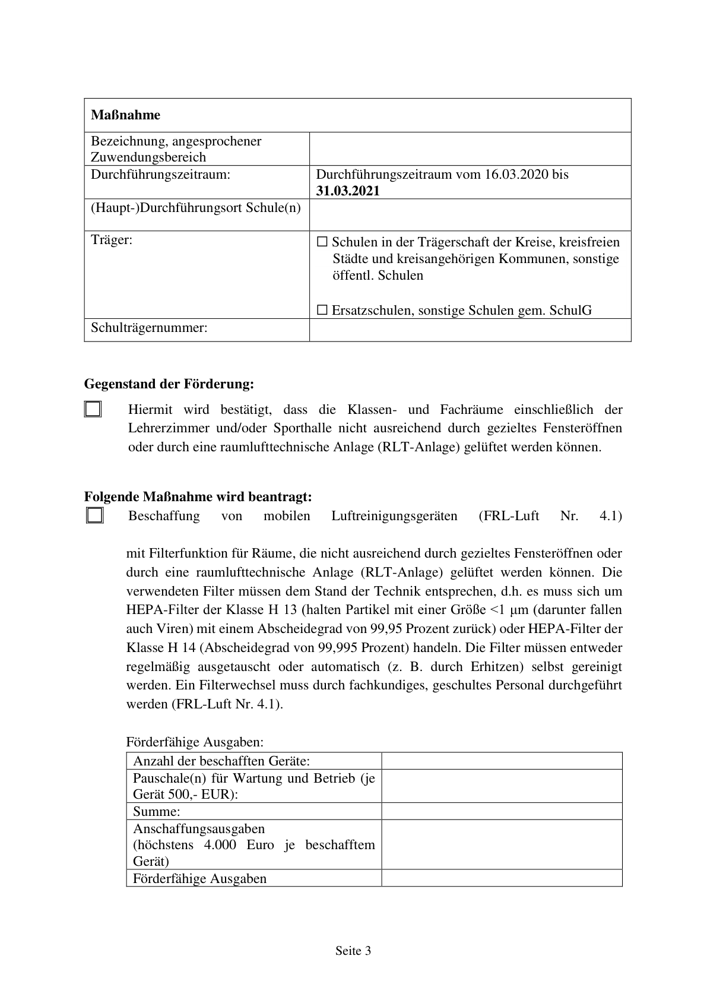 Maßnahme
Bezeichnung, angesprochener
Zuwendungsbereich
Durchführungszeitraum:
Durchführungszeitraum vom 16.03.2020 bis
31.03.2021
(Haupt-)Durchführungsort Schule(n)
Träger:
☐ Schulen in der Trägerschaft der Kreise, kreisfreien
Städte und kreisangehörigen Kommunen, sonstige
öffentl. Schulen
☐ Ersatzschulen, sonstige Schulen gem. SchulG
Schulträgernummer:
Gegenstand der Förderung:
☐ Hiermit wird bestätigt, dass die Klassen- und Fachräume einschließlich der
Lehrerzimmer und/oder Sporthalle nicht ausreichend durch gezieltes Fensteröffnen
oder durch eine raumlufttechnische Anlage (RLT-Anlage) gelüftet werden können.
Folgende Maßnahme wird beantragt:
☐ Beschaffung von mobilen Luftreinigungsgeräten (FRL-Luft Nr. 4.1)
mit Filterfunktion für Räume, die nicht ausreichend durch gezieltes Fensteröffnen oder
durch eine raumlufttechnische Anlage (RLT-Anlage) gelüftet werden können. Die
verwendeten Filter müssen dem Stand der Technik entsprechen, d.h. es muss sich um
HEPA-Filter der Klasse H 13 (halten Partikel mit einer Größe <1 µm (darunter fallen
auch Viren) mit einem Abscheidegrad von 99,95 Prozent zurück) oder HEPA-Filter der
Klasse H 14 (Abscheidegrad von 99,995 Prozent) handeln. Die Filter müssen entweder
regelmäßig ausgetauscht oder automatisch (z. B. durch Erhitzen) selbst gereinigt
werden. Ein Filterwechsel muss durch fachkundiges, geschultes Personal durchgeführt
werden (FRL-Luft Nr. 4.1).
Förderfähige Ausgaben:
Anzahl der beschafften Geräte:
Pauschale(n) für Wartung und Betrieb (je
Gerät 500,- EUR):
Summe:
Anschaffungsausgaben
(höchstens 4.000 Euro je beschafftem
Gerät)
Förderfähige Ausgaben
Seite 3